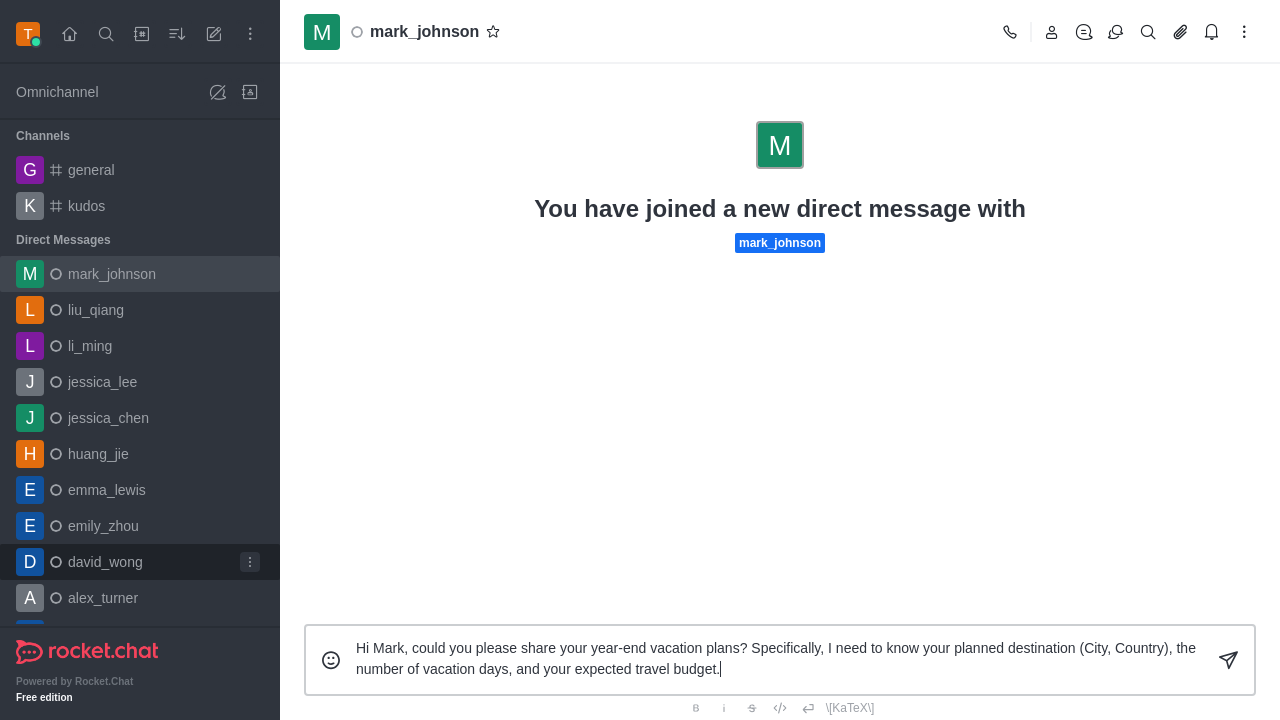 T
Omnichannel
Channels
G general
K kudos
Direct Messages
M mark_johnson
L liu_qiang
L li_ming
J jessica_lee
J jessica_chen
H huang_jie
E emma_lewis
E emily_zhou
D david_wong
A alex_turner
rocket.chat
Powered by Rocket.Chat
Free edition
M mark_johnson
M
You have joined a new direct message with
mark_johnson
Hi Mark, could you please share your year-end vacation plans? Specifically, I need to know your planned destination (City, Country), the
number of vacation days, and your expected travel budget.
B i S \[KaTeX\]